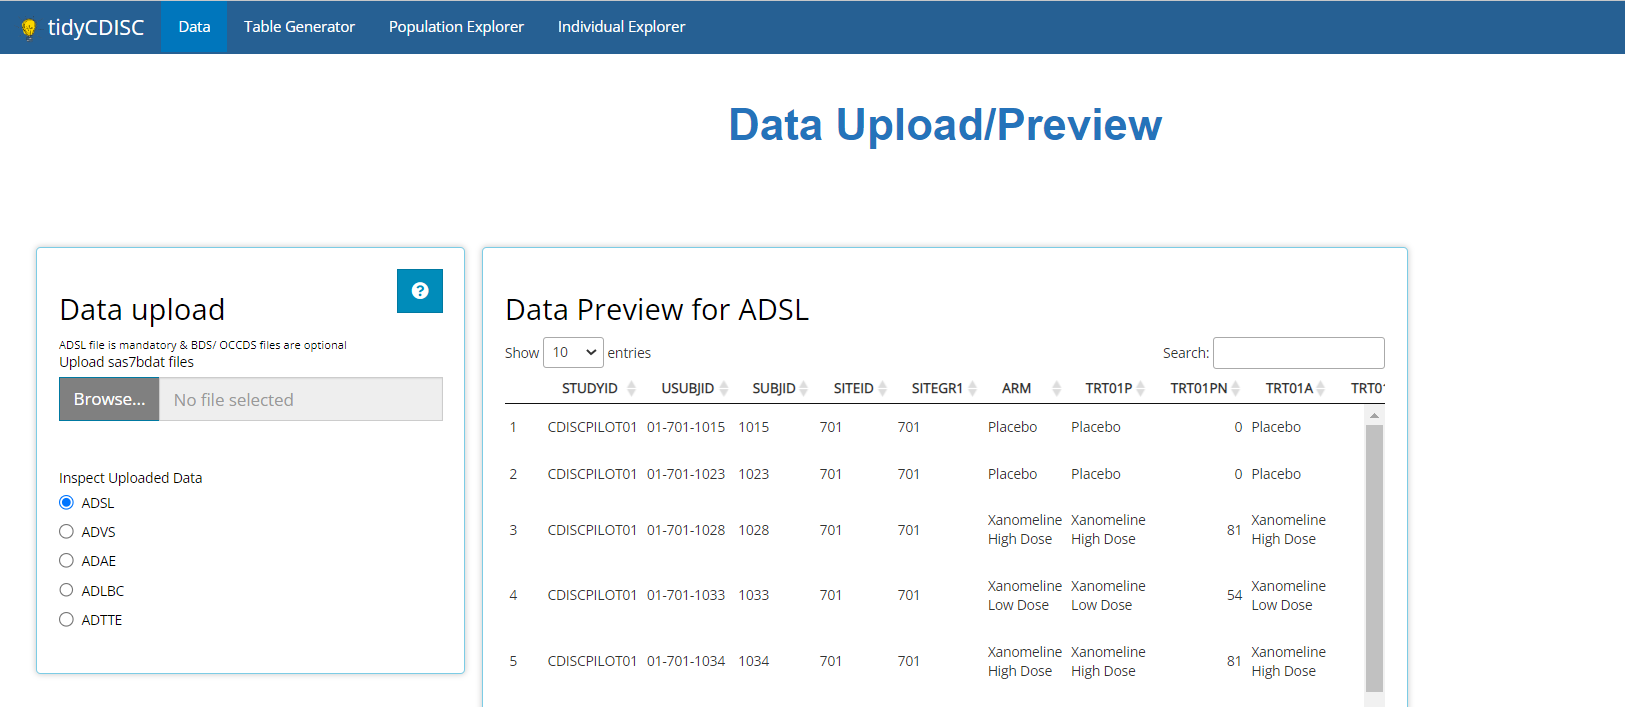 tidyCDISC Data Table Generator Population Explorer Individual Explorer
Data Upload/Preview
Data upload
?
ADSL file is mandatory & BDS/ OCCDS files are optional
Upload sas7bdat files
Browse... No file selected
Inspect Uploaded Data
ADSL
ADVS
ADAE
ADLBC
ADTTE
Data Preview for ADSL
Show 10 entries Search:
STUDYID USUBJID SUBJID SITEID SITEGR1 ARM TRT01P TRT01PN TRT01A
1 CDISCPILOT01 01-701-1015 1015 701 701 Placebo Placebo 0 Placebo
2 CDISCPILOT01 01-701-1023 1023 701 701 Placebo Placebo 0 Placebo
3 CDISCPILOT01 01-701-1028 1028 701 701 Xanomeline High Dose Xanomeline High Dose 81 Xanomeline High Dose
4 CDISCPILOT01 01-701-1033 1033 701 701 Xanomeline Low Dose Xanomeline Low Dose 54 Xanomeline Low Dose
5 CDISCPILOT01 01-701-1034 1034 701 701 Xanomeline High Dose Xanomeline High Dose 81 Xanomeline High Dose